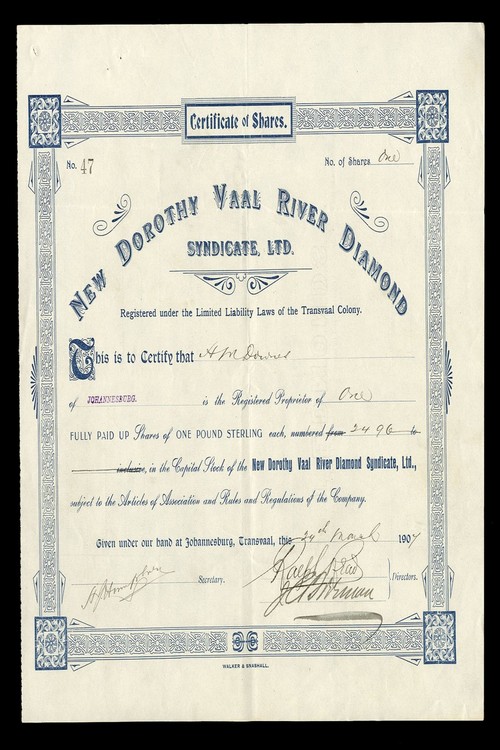 Certificate of Shares.
No. 47
No. of Shares One
NEW DOROTHY VAAL RIVER DIAMOND
SYNDICATE, LTD.
Registered under the Limited Liability Laws of the Transvaal Colony.
This is to Certify that A M Downes
of JOHANNESBURG. is the Registered Proprietor of One
FULLY PAID UP Shares of ONE POUND STERLING each, numbered from 2496 to
inclusive, in the Capital Stock of the New Dorothy Vaal River Diamond Syndicate, Ltd.,
subject to the Articles of Association and Rules and Regulations of the Company.
Given under our hand at Johannesburg, Transvaal, this 24th March 1907
Secretary.
Ralph
Directors.
WALKER & SNASHALL.